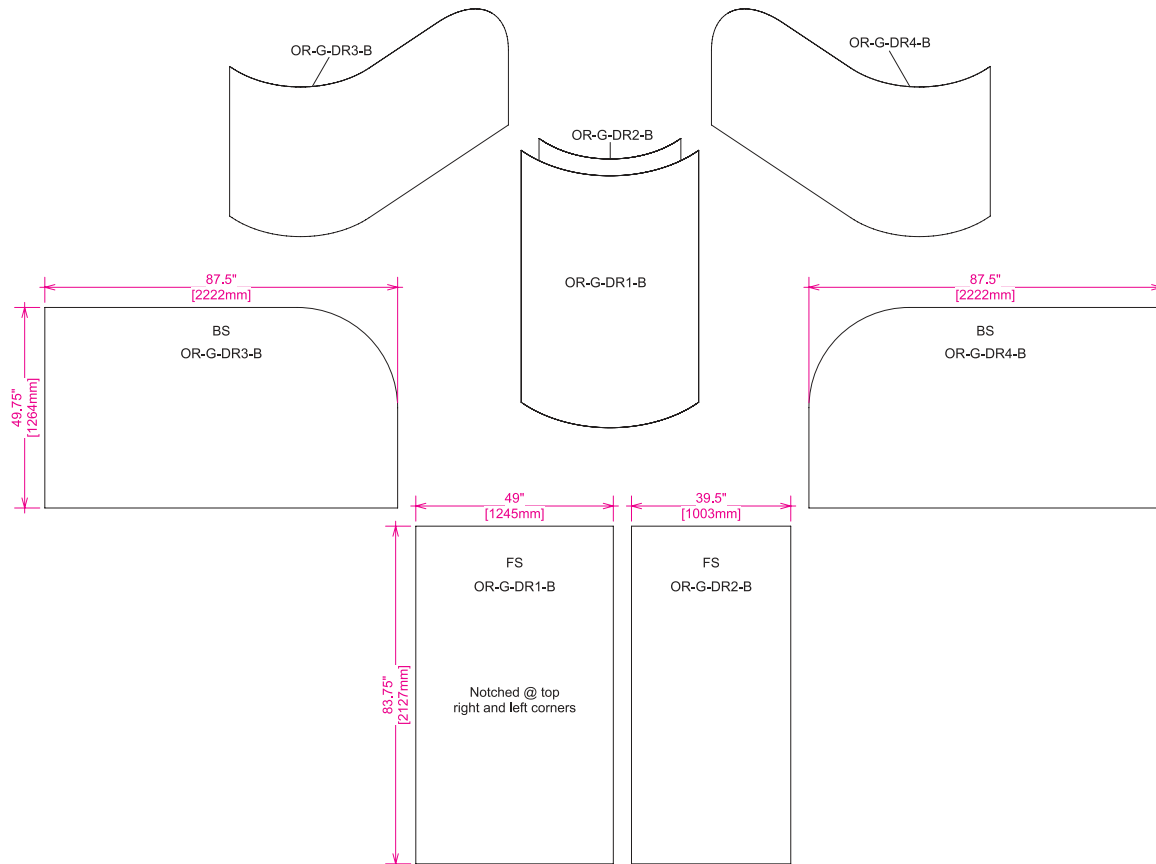 OR-G-DR3-B
OR-G-DR4-B
OR-G-DR2-B
OR-G-DR1-B
87.5"
[2222mm]
87.5"
[2222mm]
BS
OR-G-DR3-B
BS
OR-G-DR4-B
49.75"
[1264mm]
49"
[1245mm]
39.5"
[1003mm]
FS
OR-G-DR1-B
FS
OR-G-DR2-B
83.75"
[2127mm]
Notched @ top
right and left corners